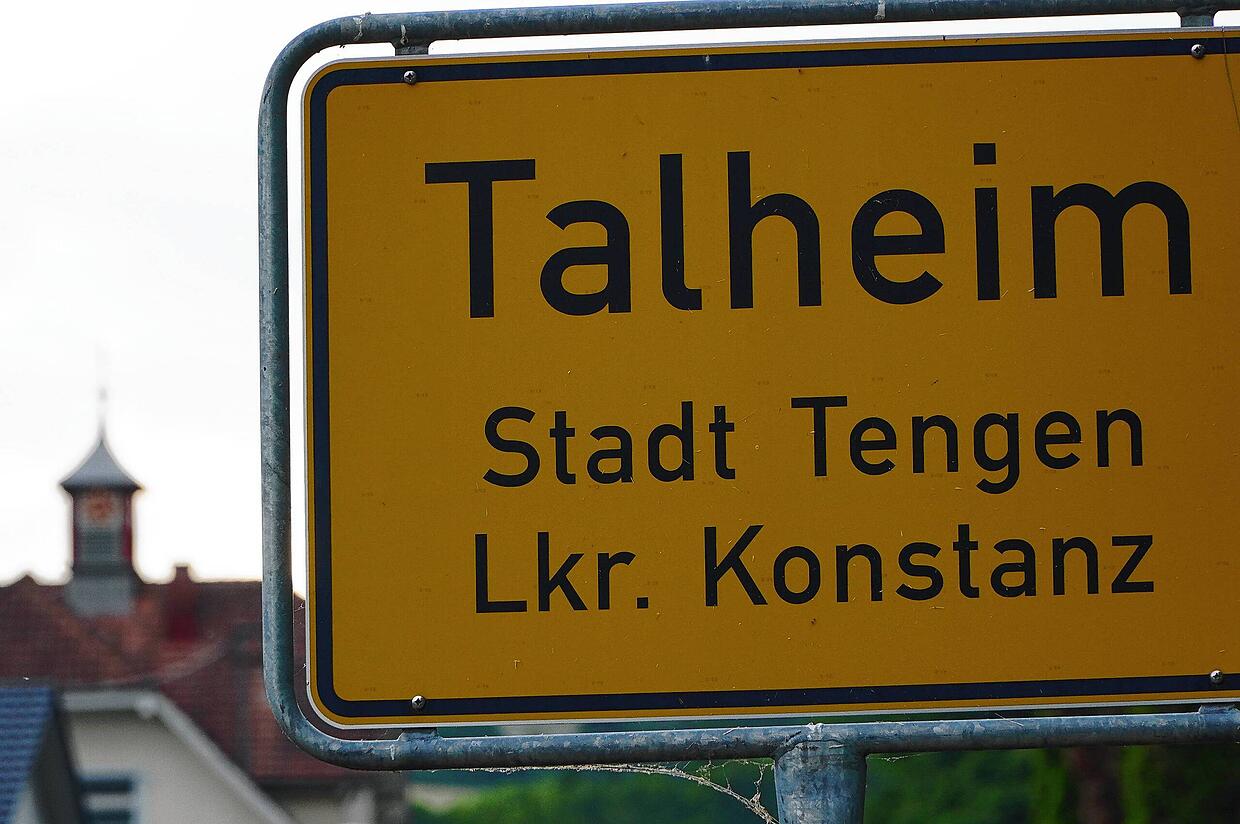 Talheim
Stadt Tengen
Lkr. Konstanz